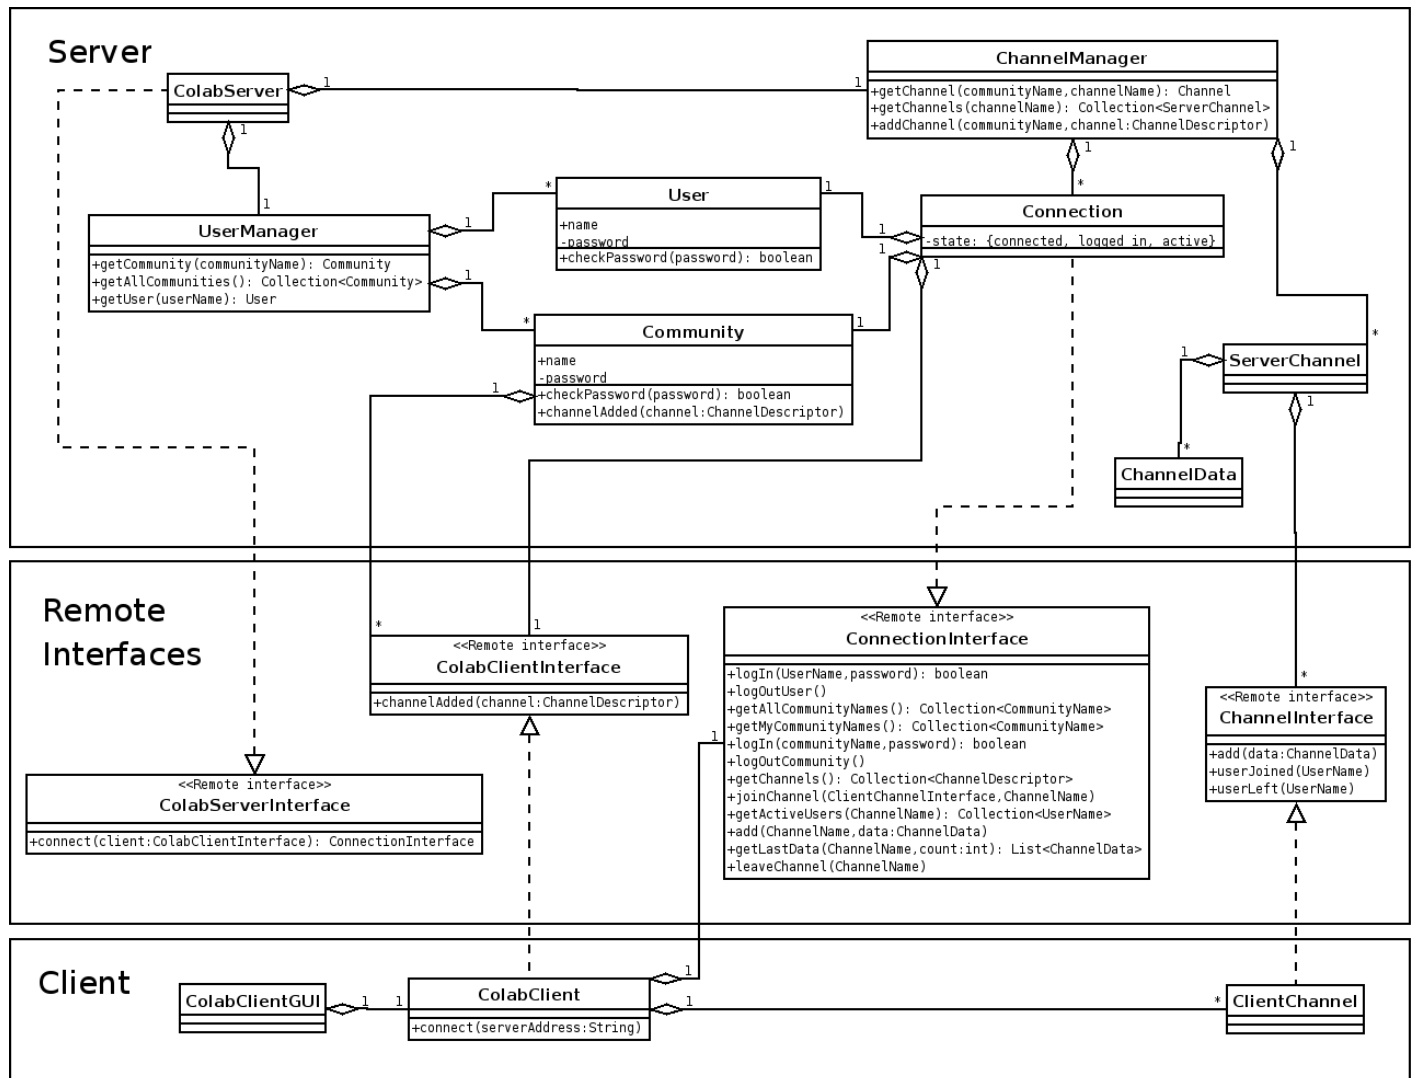 Server
ColabServer
1
1
1
1
ChannelManager
+getChannel(communityName,channelName): Channel
+getChannels(channelName): Collection<ServerChannel>
+addChannel(communityName,channel:ChannelDescriptor)
1
*
1
*
UserManager
+getCommunity(communityName): Community
+getAllCommunities(): Collection<Community>
+getUser(userName): User
1
*
1
*
User
+name
-password
+checkPassword(password): boolean
1
Connection
-state: {connected, logged in, active}
1
1
1
Community
+name
-password
+checkPassword(password): boolean
+channelAdded(channel:ChannelDescriptor)
1
1
ServerChannel
1
*
1
ChannelData
Remote
Interfaces
*
1
<<Remote interface>>
ColabClientInterface
+channelAdded(channel:ChannelDescriptor)
<<Remote interface>>
ColabServerInterface
+connect(client:ColabClientInterface): ConnectionInterface
<<Remote interface>>
ConnectionInterface
+logIn(UserName,password): boolean
+logOutUser()
+getAllCommunityNames(): Collection<CommunityName>
+getMyCommunityNames(): Collection<CommunityName>
+logIn(communityName,password): boolean
+logOutCommunity()
+getChannels(): Collection<ChannelDescriptor>
+joinChannel(ClientChannelInterface,ChannelName)
+getActiveUsers(ChannelName): Collection<UserName>
+add(ChannelName,data:ChannelData)
+getLastData(ChannelName,count:int): List<ChannelData>
+leaveChannel(ChannelName)
1
*
<<Remote interface>>
ChannelInterface
+add(data:ChannelData)
+userJoined(UserName)
+userLeft(UserName)
Client
ColabClientGUI
1
1
ColabClient
+connect(serverAddress:String)
1
1
*
ClientChannel